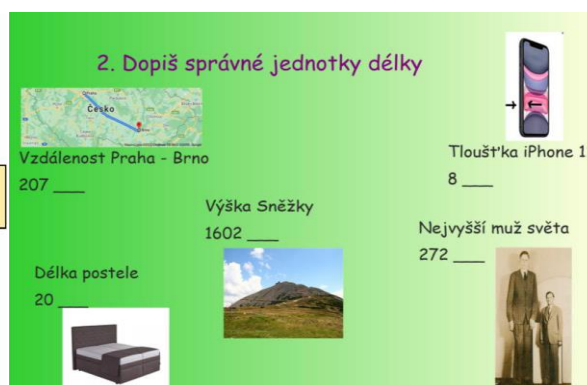 2. Dopiš správné jednotky délky
Česko
Vzdálenost Praha - Brno
207 ___
Tloušťka iPhone 1
8 ___
Výška Sněžky
1602 ___
Nejvyšší muž světa
272 ___
Délka postele
20 ___